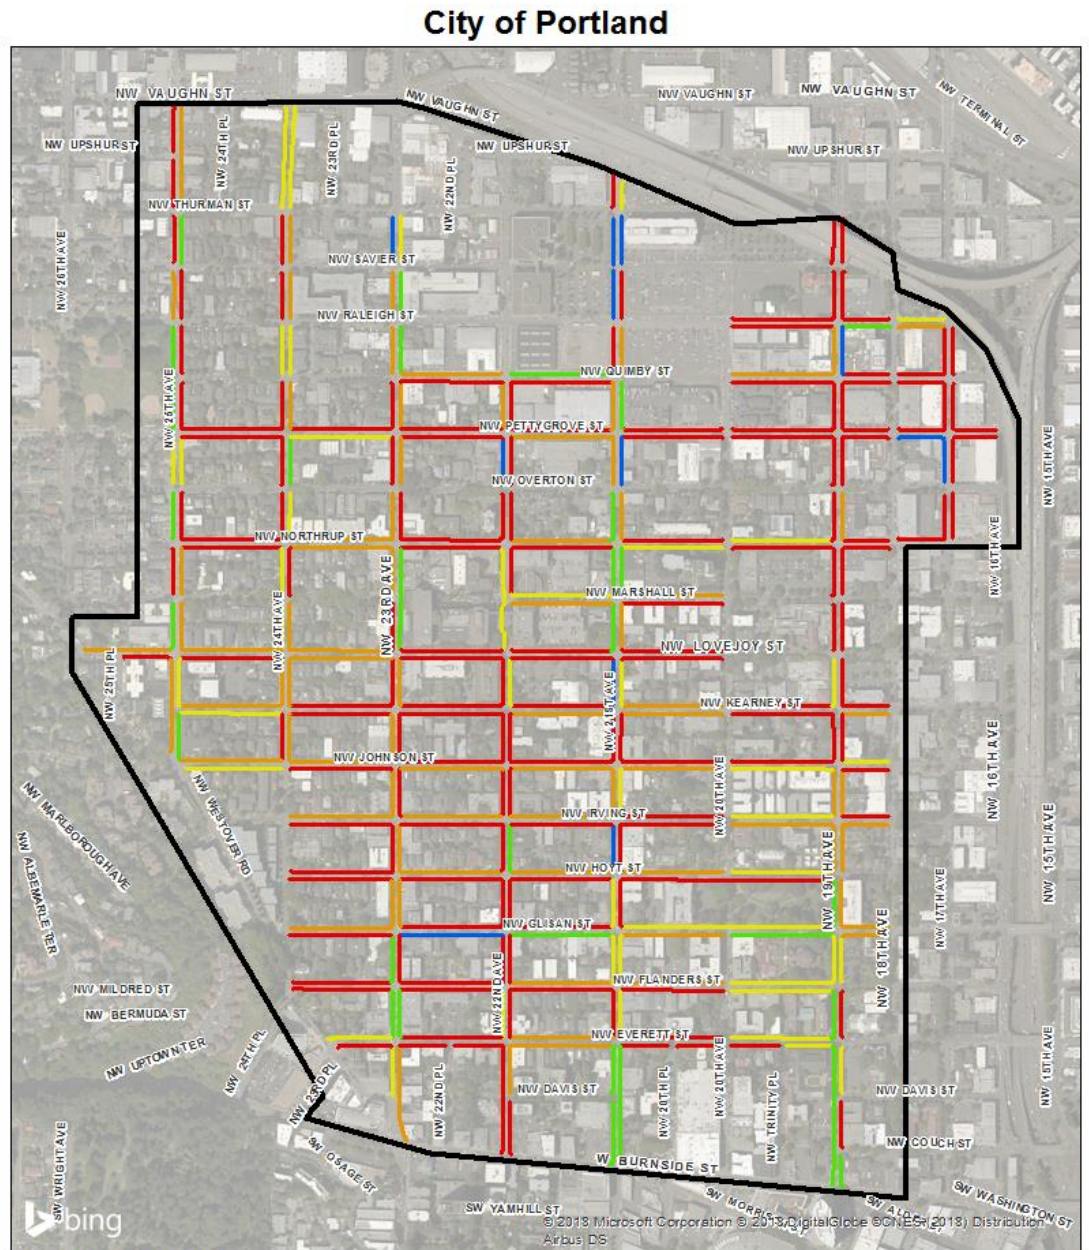 City of Portland
NW VAUGHN ST
NW VAUGHN ST
NW VAUGHN ST
NW VAUGHN ST
NW TERMINAL ST
NW UPSHUR ST
NW 24TH PL
NW 23RD PL
NW 22ND PL
NW UPSHUR ST
NW UPSHUR ST
NW THURMAN ST
NW 26TH AVE
NW SAVIER ST
NW RALEIGH ST
NW QUIMBY ST
NW 25TH AVE
NW PETTYGROVE ST
NW 15TH AVE
NW OVERTON ST
NW NORTHRUP ST
NW 16TH AVE
NW 23RD AVE
NW MARSHALL ST
NW 24TH AVE
NW LOVEJOY ST
NW 25TH PL
NW 21ST AVE
NW KEARNEY ST
NW JOHNSON ST
NW 20TH AVE
NW 16TH AVE
NW MARLBOROUGH AVE
NW WESTOVER RD
NW IRVING ST
NW ALBEMARLE TER
NW HOYT ST
NW 19TH AVE
NW 15TH AVE
NW 17TH AVE
NW GLISAN ST
NW 18TH AVE
NW FLANDERS ST
NW 22ND AVE
NW MILDRED ST
NW BERMUDA ST
NW EVERETT ST
NW UPTOWN TER
NW 24TH PL
NW 23RD PL
NW 22ND PL
NW DAVIS ST
NW 20TH PL
NW 20TH AVE
NW TRINITY PL
NW DAVIS ST
NW 15TH AVE
NW COUCH ST
SW WRIGHT AVE
SW OSAGE ST
W BURNSIDE ST
SW YAMHILL ST
SW MORRIS
SW ALDER
SW WASHINGTON ST
bing
© 2018 Microsoft Corporation © 2018 DigitalGlobe ©CNES (2018) Distribution
Airbus DS